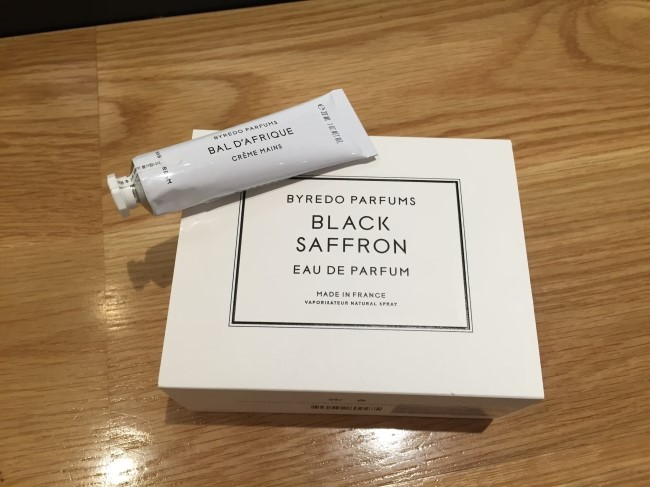 BYREDO PARFUMS
BAL D'AFRIQUE
CRÈME MAINS
BYREDO PARFUMS
BLACK
SAFFRON
EAU DE PARFUM
MADE IN FRANCE
VAPORISATEUR NATURAL SPRAY